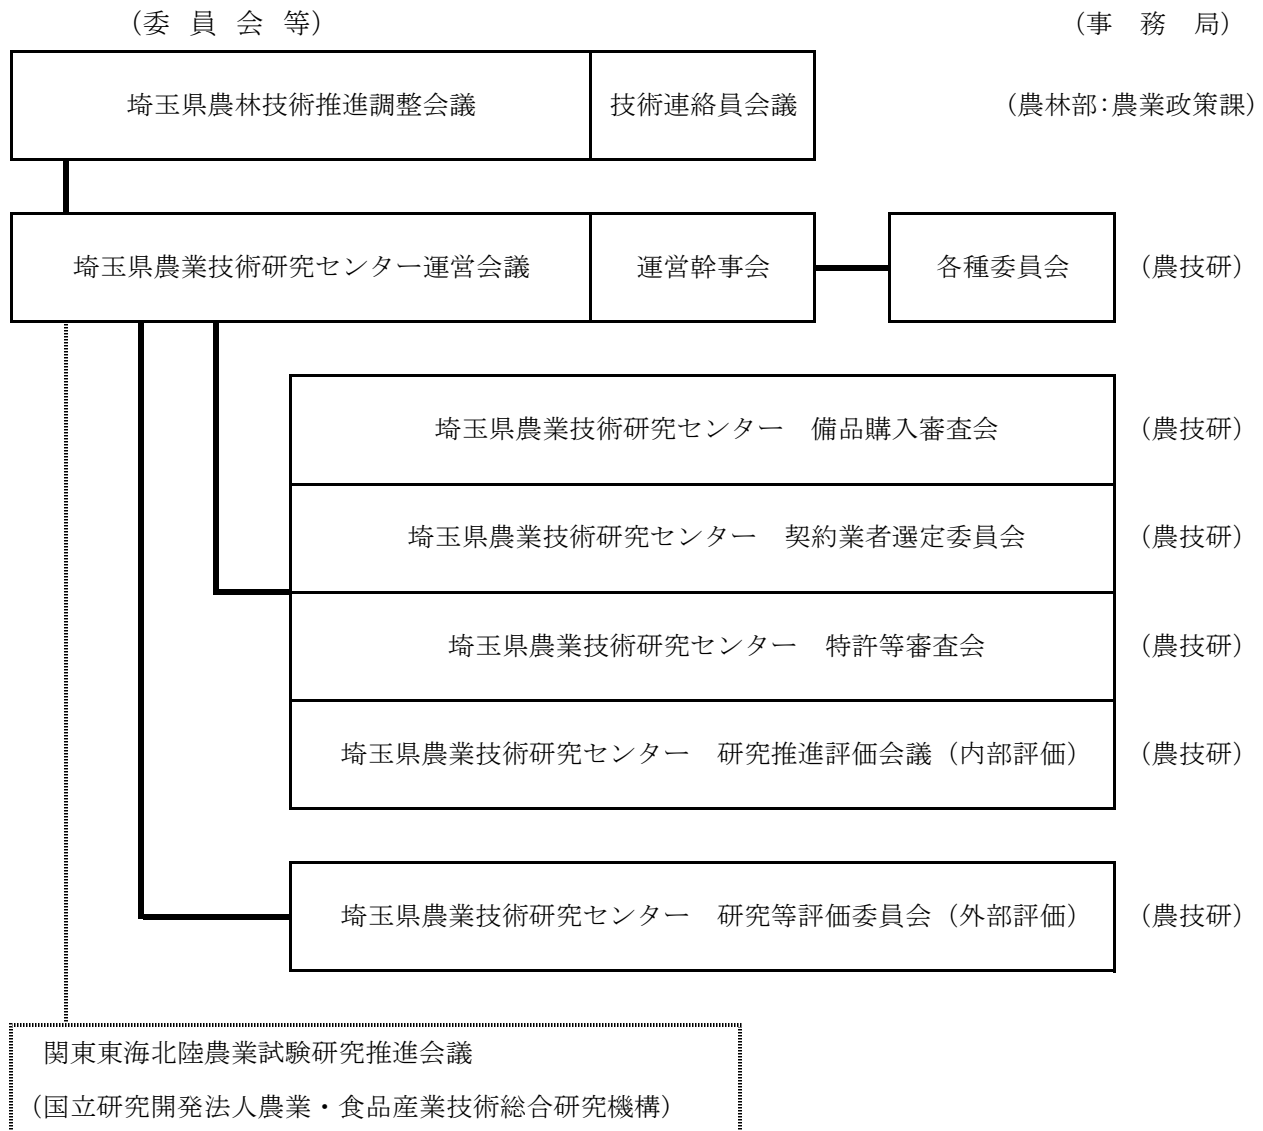 （委　員　会　等）　（事　務　局）
埼玉県農林技術推進調整会議　技術連絡員会議　（農林部：農業政策課）
埼玉県農業技術研究センター運営会議　運営幹事会　各種委員会　（農技研）
埼玉県農業技術研究センター　備品購入審査会　（農技研）
埼玉県農業技術研究センター　契約業者選定委員会　（農技研）
埼玉県農業技術研究センター　特許等審査会　（農技研）
埼玉県農業技術研究センター　研究推進評価会議（内部評価）　（農技研）
埼玉県農業技術研究センター　研究等評価委員会（外部評価）　（農技研）
関東東海北陸農業試験研究推進会議
（国立研究開発法人農業・食品産業技術総合研究機構）